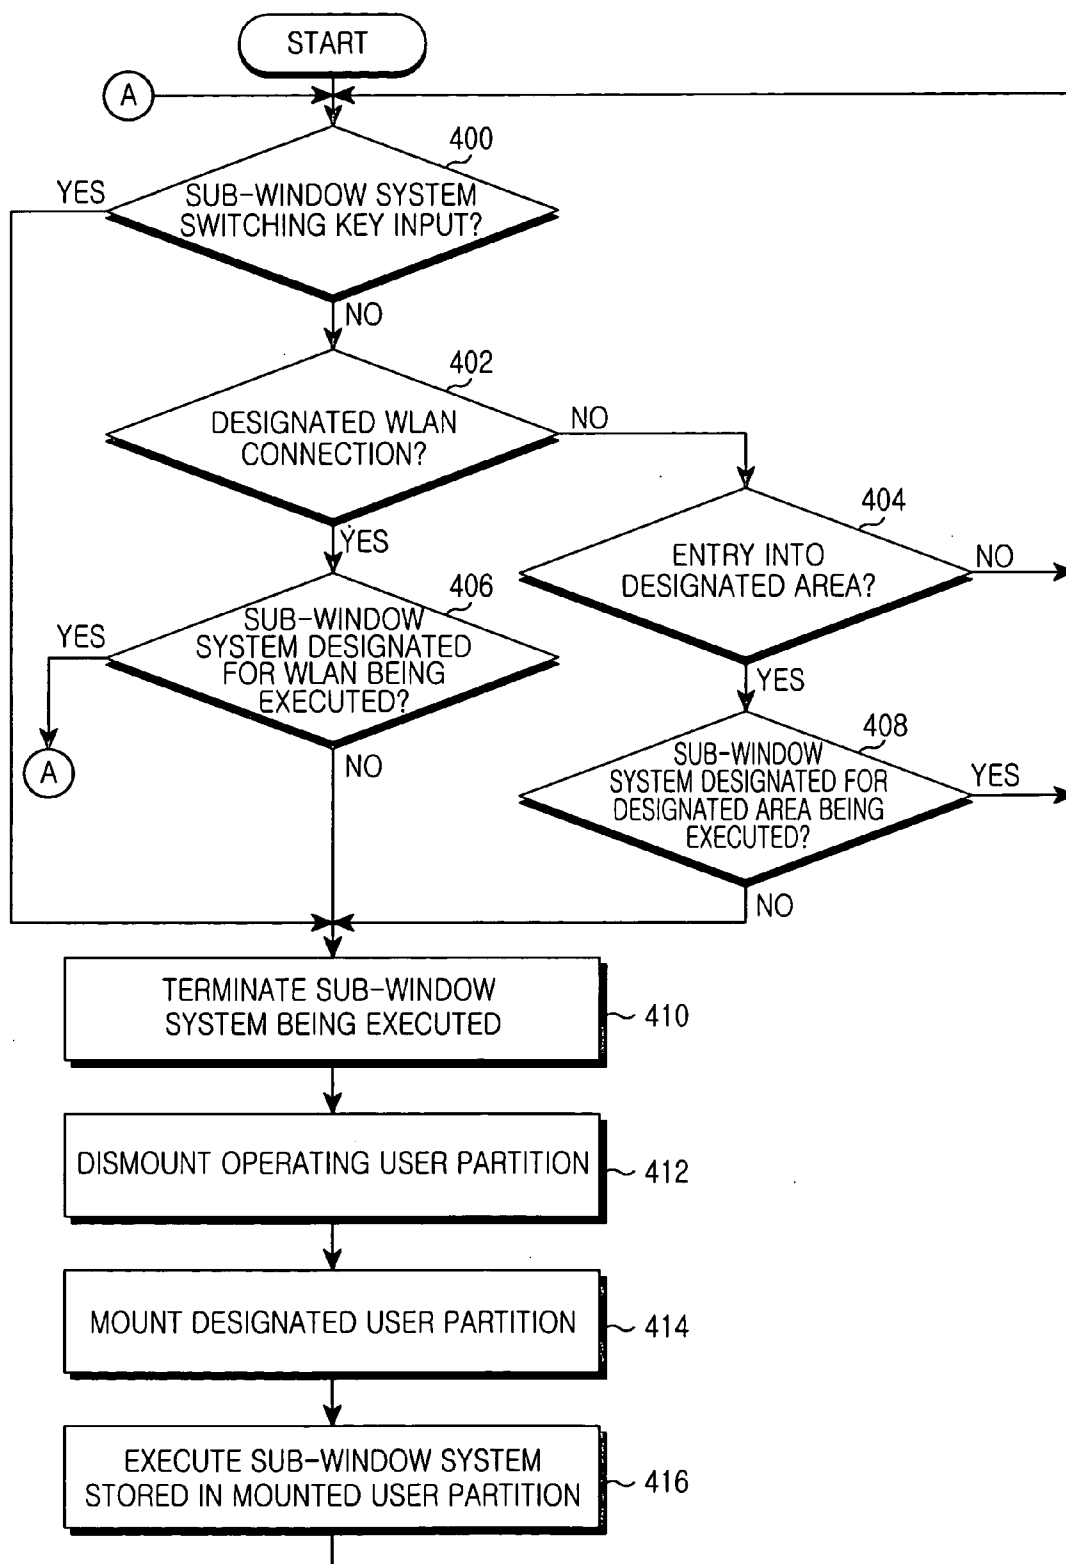 START
A
400
YES
SUB-WINDOW SYSTEM
SWITCHING KEY INPUT?
NO
402
DESIGNATED WLAN
CONNECTION?
NO
YES
404
ENTRY INTO
DESIGNATED AREA?
NO
YES
406
YES
SUB-WINDOW
SYSTEM DESIGNATED
FOR WLAN BEING
EXECUTED?
NO
A
408
SUB-WINDOW
SYSTEM DESIGNATED FOR
DESIGNATED AREA BEING
EXECUTED?
YES
NO
TERMINATE SUB-WINDOW
SYSTEM BEING EXECUTED
410
DISMOUNT OPERATING USER PARTITION
412
MOUNT DESIGNATED USER PARTITION
414
EXECUTE SUB-WINDOW SYSTEM
STORED IN MOUNTED USER PARTITION
416